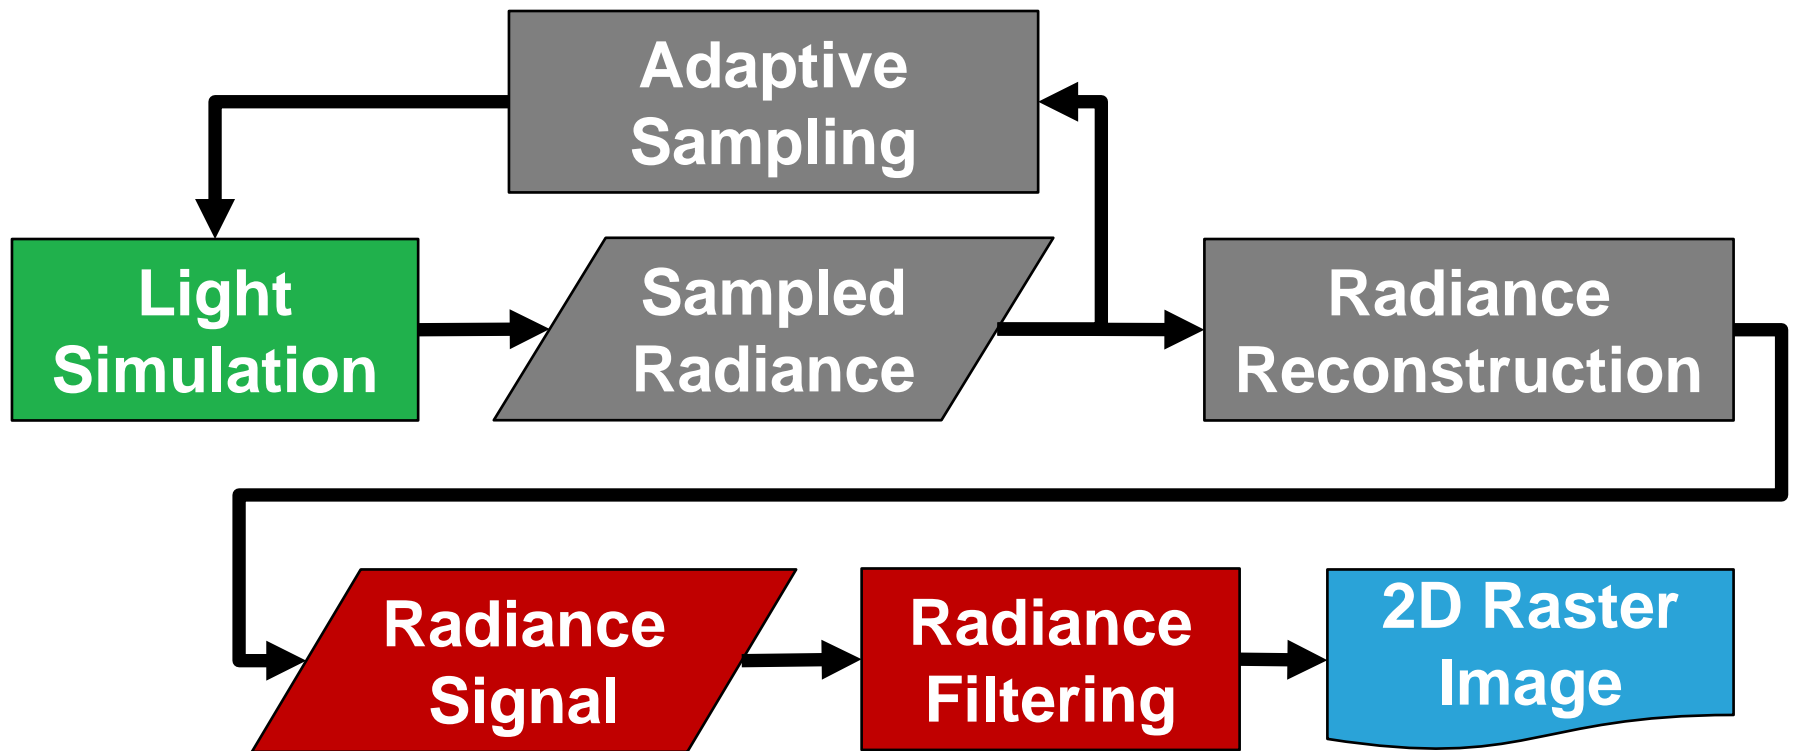 Adaptive
Sampling
Light
Simulation
Sampled
Radiance
Radiance
Reconstruction
Radiance
Signal
Radiance
Filtering
2D Raster
Image